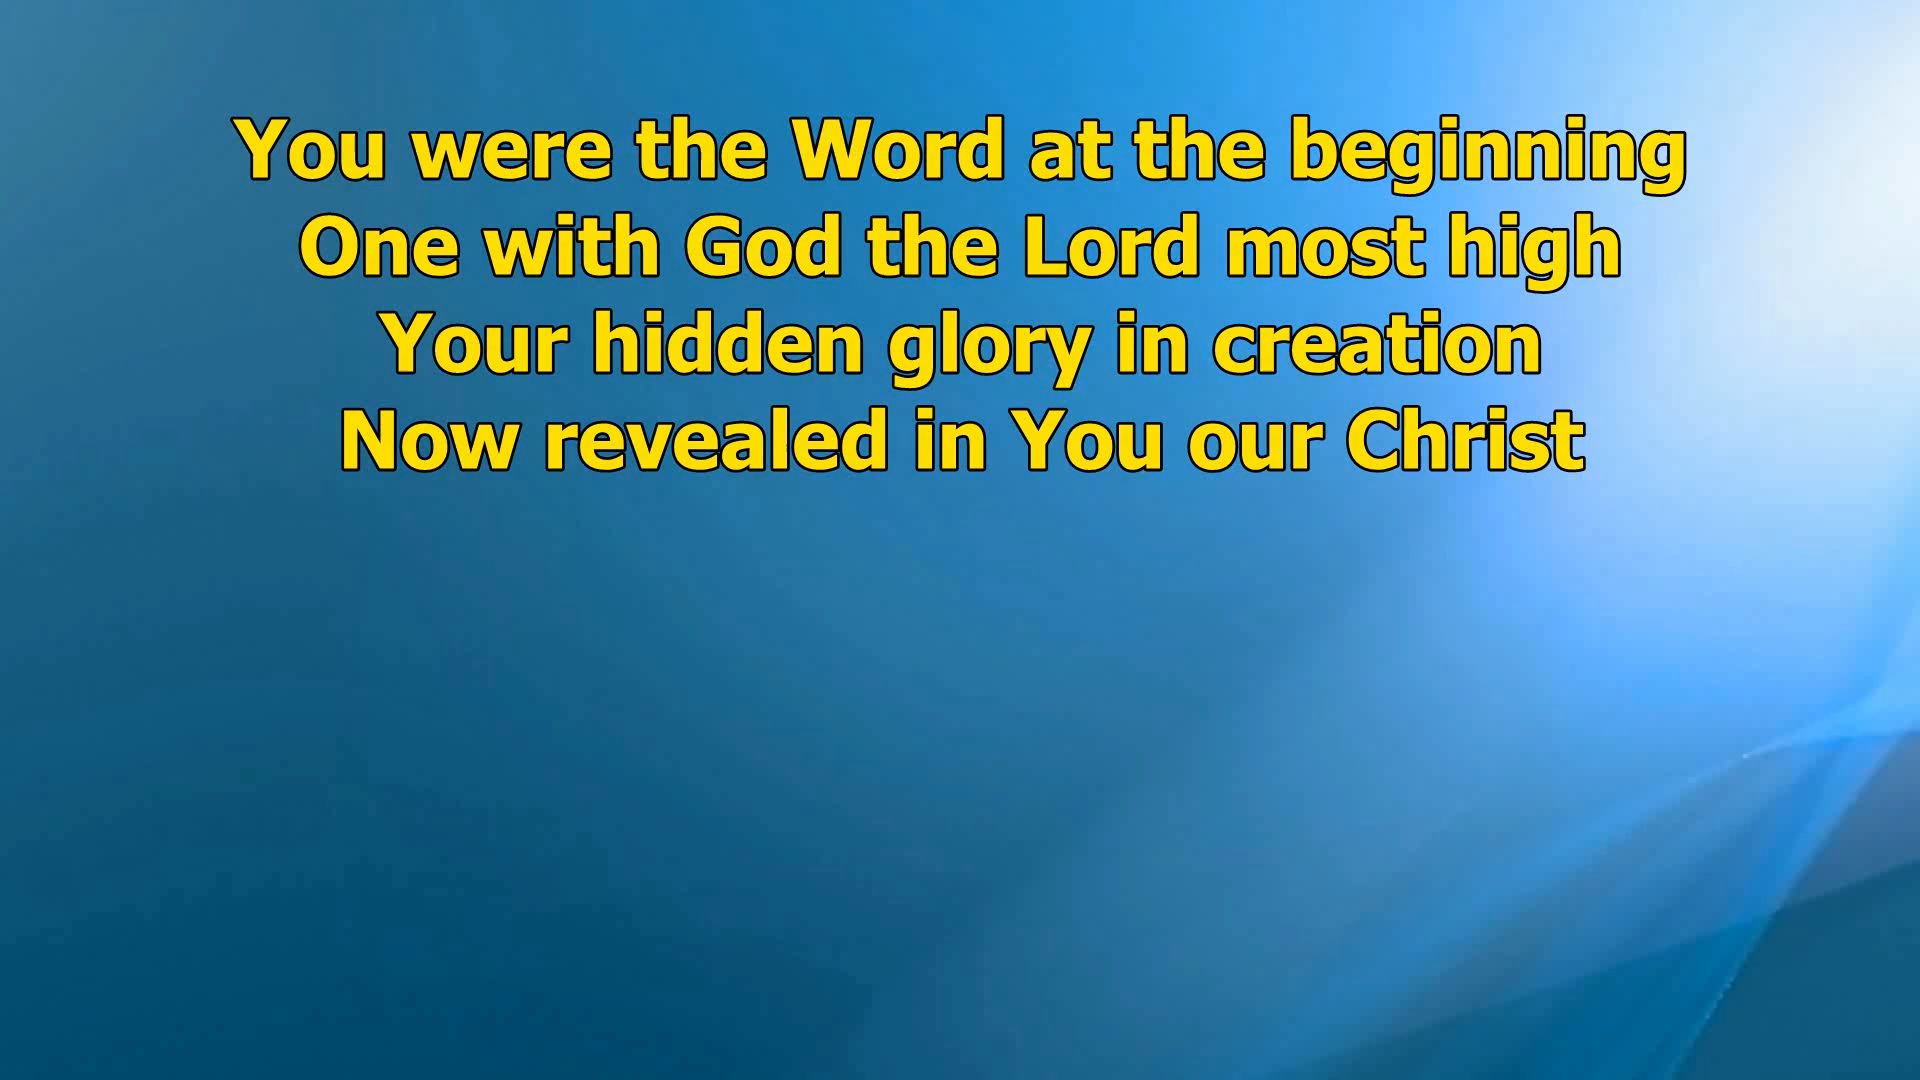 You were the Word at the beginning
One with God the Lord most high
Your hidden glory in creation
Now revealed in You our Christ